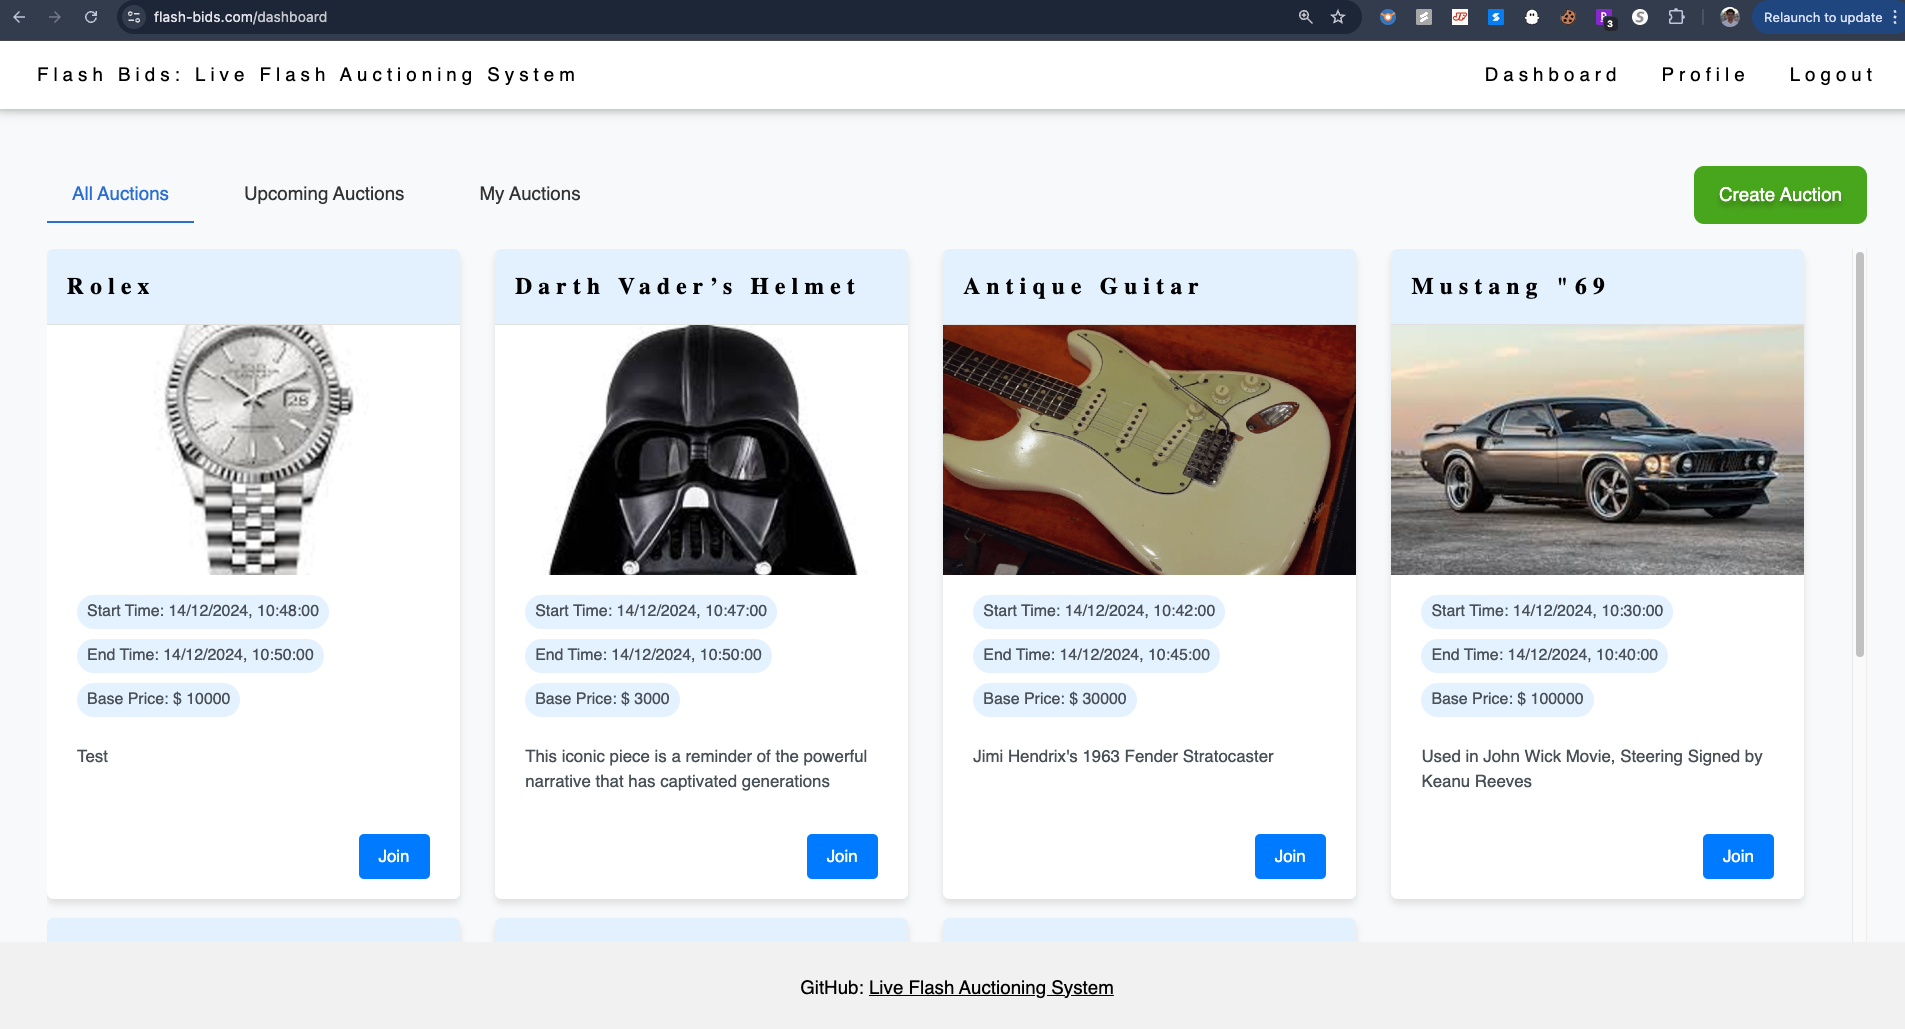 flash-bids.com/dashboard
Relaunch to update
Flash Bids: Live Flash Auctioning System
Dashboard Profile Logout
All Auctions Upcoming Auctions My Auctions
Create Auction
Rolex
28
Start Time: 14/12/2024, 10:48:00
End Time: 14/12/2024, 10:50:00
Base Price: $ 10000
Test
Join
Darth Vader’s Helmet
Start Time: 14/12/2024, 10:47:00
End Time: 14/12/2024, 10:50:00
Base Price: $ 3000
This iconic piece is a reminder of the powerful
narrative that has captivated generations
Join
Antique Guitar
Start Time: 14/12/2024, 10:42:00
End Time: 14/12/2024, 10:45:00
Base Price: $ 30000
Jimi Hendrix's 1963 Fender Stratocaster
Join
Mustang "69
Start Time: 14/12/2024, 10:30:00
End Time: 14/12/2024, 10:40:00
Base Price: $ 100000
Used in John Wick Movie, Steering Signed by
Keanu Reeves
Join
GitHub: Live Flash Auctioning System